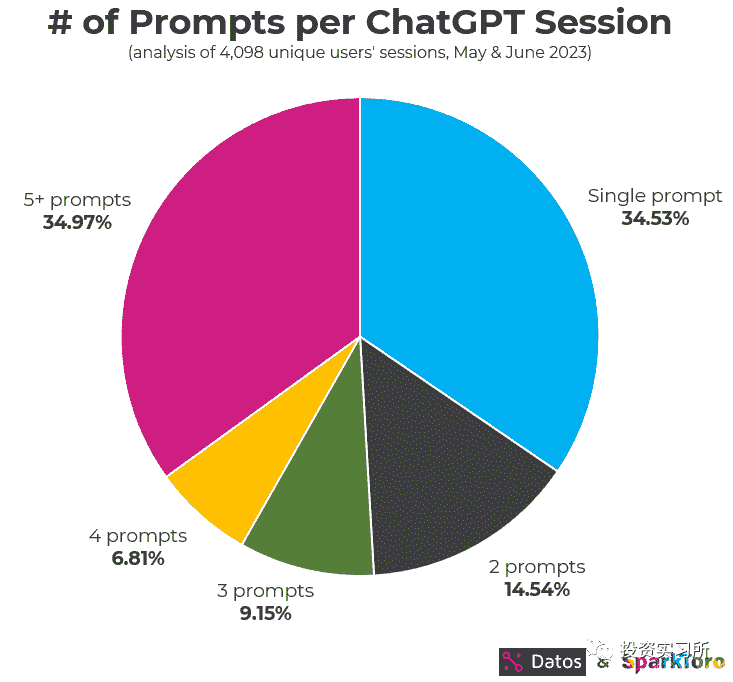 # of Prompts per ChatGPT Session
(analysis of 4,098 unique users' sessions, May & June 2023)
5+ prompts
34.97%
Single prompt
34.53%
4 prompts
6.81%
3 prompts
9.15%
2 prompts
14.54%
Datos & Sparktoro
投资实习所